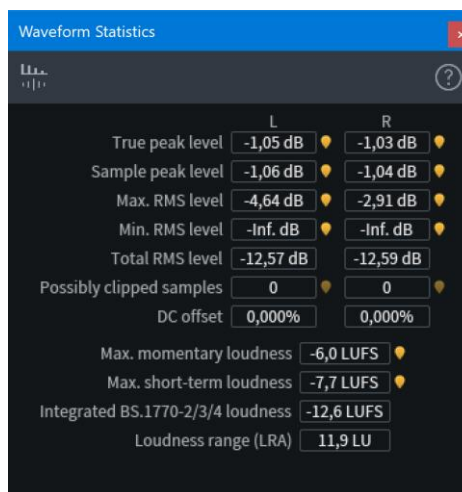 Waveform Statistics
L R
True peak level -1,05 dB -1,03 dB
Sample peak level -1,06 dB -1,04 dB
Max. RMS level -4,64 dB -2,91 dB
Min. RMS level -Inf. dB -Inf. dB
Total RMS level -12,57 dB -12,59 dB
Possibly clipped samples 0 0
DC offset 0,000% 0,000%
Max. momentary loudness -6,0 LUFS
Max. short-term loudness -7,7 LUFS
Integrated BS.1770-2/3/4 loudness -12,6 LUFS
Loudness range (LRA) 11,9 LU